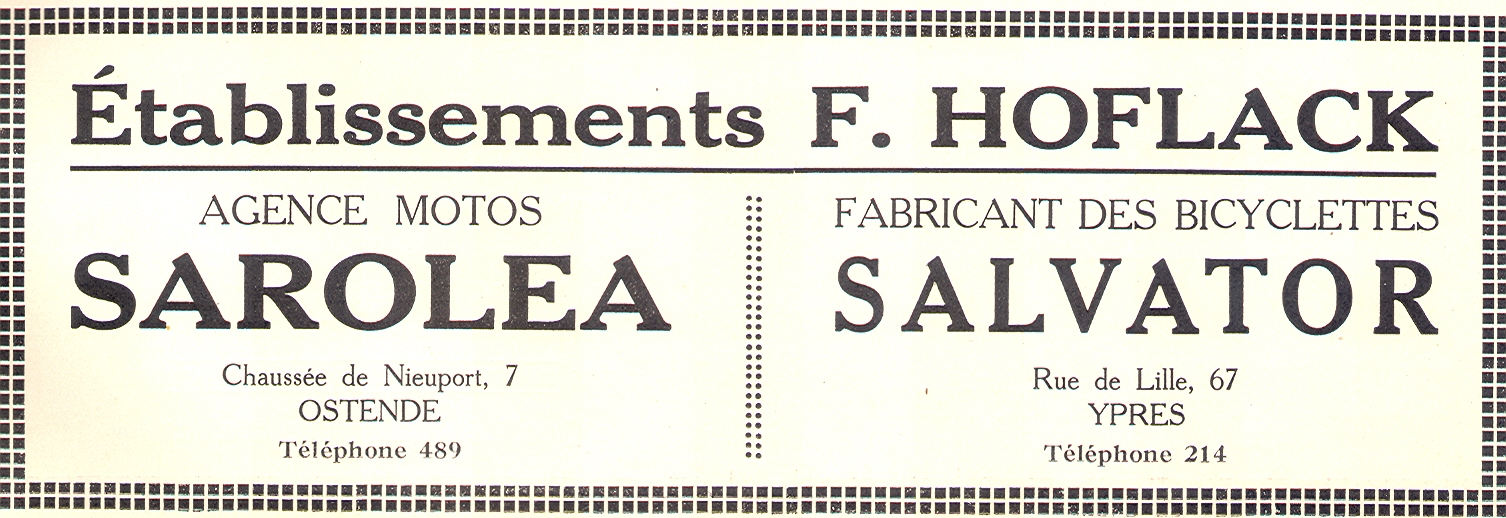 Établissements F. HOFLACK
AGENCE MOTOS
SAROLEA
Chaussée de Nieuport, 7
OSTENDE
Téléphone 489
FABRICANT DES BICYCLETTES
SALVATOR
Rue de Lille, 67
YPRES
Téléphone 214